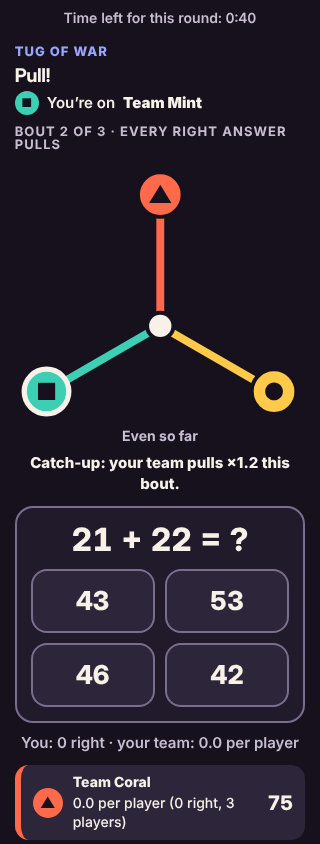 Time left for this round: 0:40
TUG OF WAR
Pull!
You're on Team Mint
BOUT 2 OF 3 · EVERY RIGHT ANSWER
PULLS
Even so far
Catch-up: your team pulls ×1.2 this
bout.
21 + 22 = ?
43 53
46 42
You: 0 right · your team: 0.0 per player
Team Coral
0.0 per player (0 right, 3
players)
75